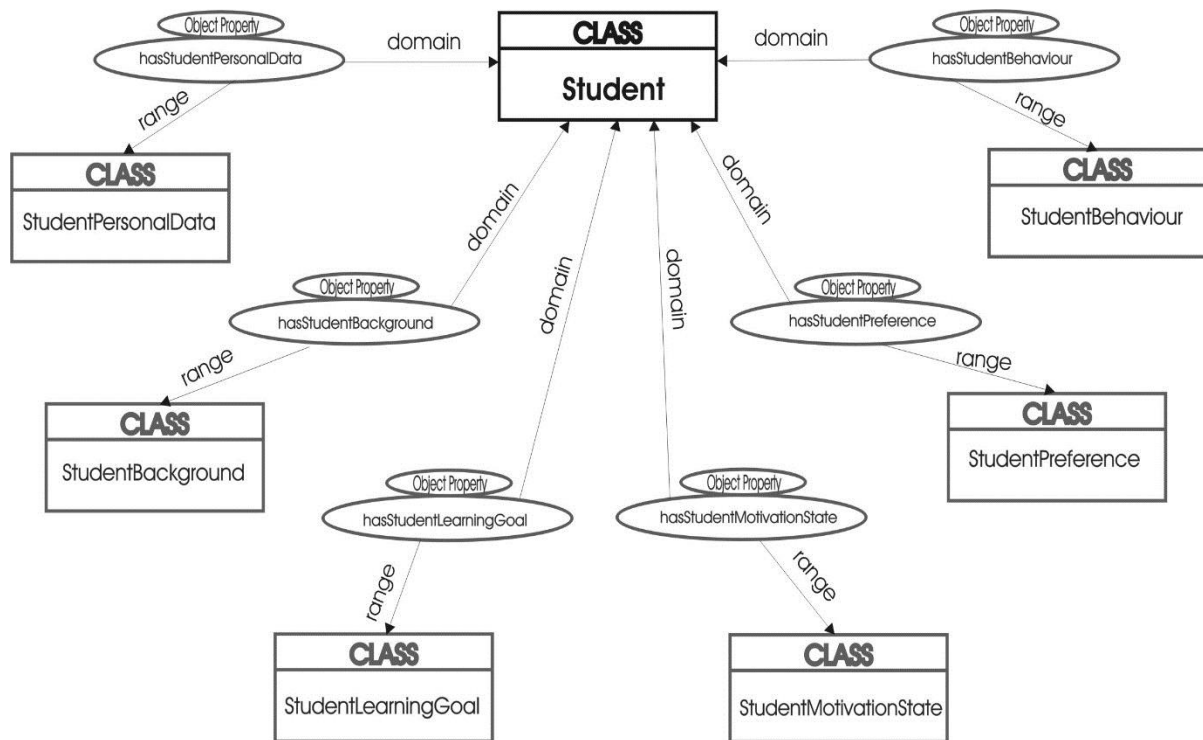 Object Property
hasStudentPersonalData
domain
CLASS
Student
domain
Object Property
hasStudentBehaviour
range
range
CLASS
StudentPersonalData
CLASS
StudentBehaviour
domain
domain
domain
domain
Object Property
hasStudentBackground
Object Property
hasStudentPreference
range
range
CLASS
StudentBackground
CLASS
StudentPreference
Object Property
hasStudentLearningGoal
Object Property
hasStudentMotivationState
range
range
CLASS
StudentLearningGoal
CLASS
StudentMotivationState